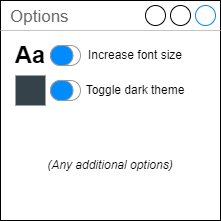 Options
Aa Increase font size
Toggle dark theme
(Any additional options)